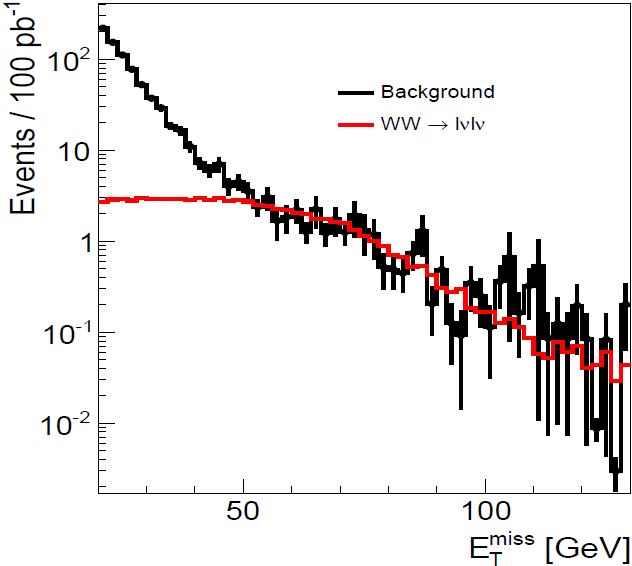 Events / 100 pb⁻¹
10²
10
1
10⁻¹
10⁻²
Background
WW → lνlν
50
100
E_T^miss [GeV]